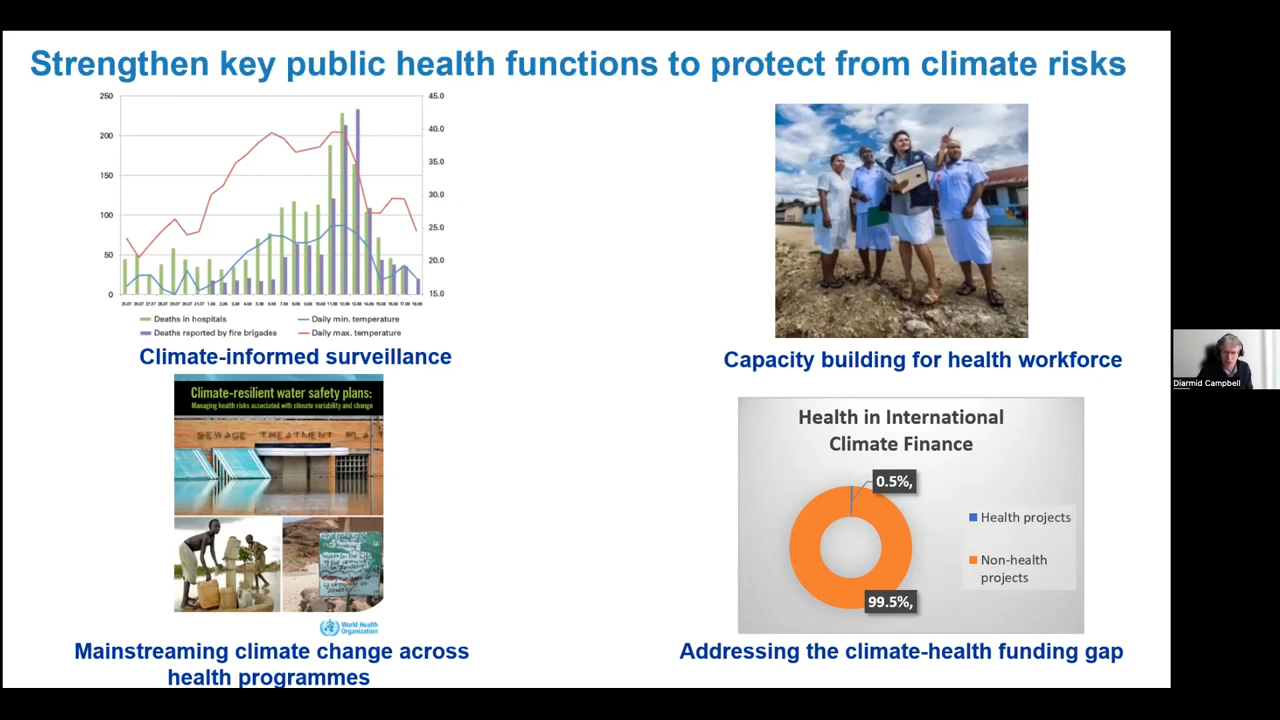 Strengthen key public health functions to protect from climate risks
250
200
150
100
50
0
45.0
40.0
35.0
30.0
25.0
20.0
15.0
Deaths in hospitals
Daily min. temperature
Deaths reported by fire brigades
Daily max. temperature
Climate-informed surveillance
Capacity building for health workforce
Climate-resilient water safety plans:
Managing health risks associated with climate variability and change
SEWAGE TREATMENT PLA
World Health
Organization
Mainstreaming climate change across
health programmes
Health in International
Climate Finance
0.5%,
Health projects
Non-health
projects
99.5%,
Addressing the climate-health funding gap
Diarmid Campbell